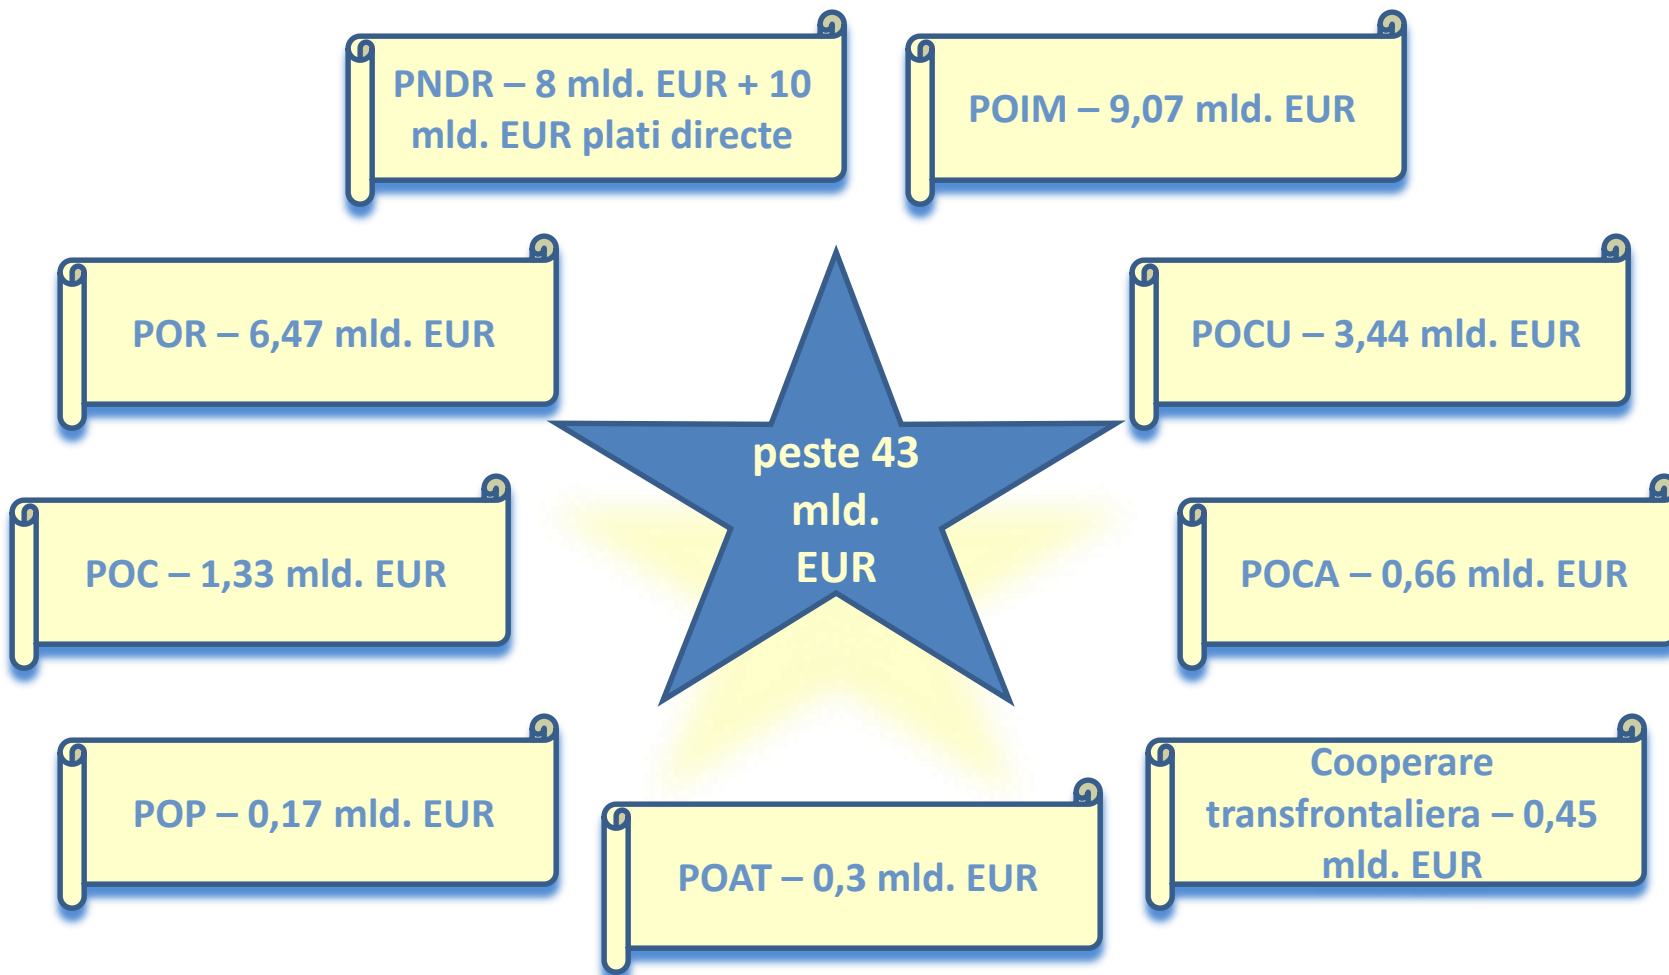 PNDR – 8 mld. EUR + 10
mld. EUR plati directe
POIM – 9,07 mld. EUR
POR – 6,47 mld. EUR
POCU – 3,44 mld. EUR
peste 43
mld.
EUR
POC – 1,33 mld. EUR
POCA – 0,66 mld. EUR
POP – 0,17 mld. EUR
Cooperare
transfrontaliera – 0,45
mld. EUR
POAT – 0,3 mld. EUR